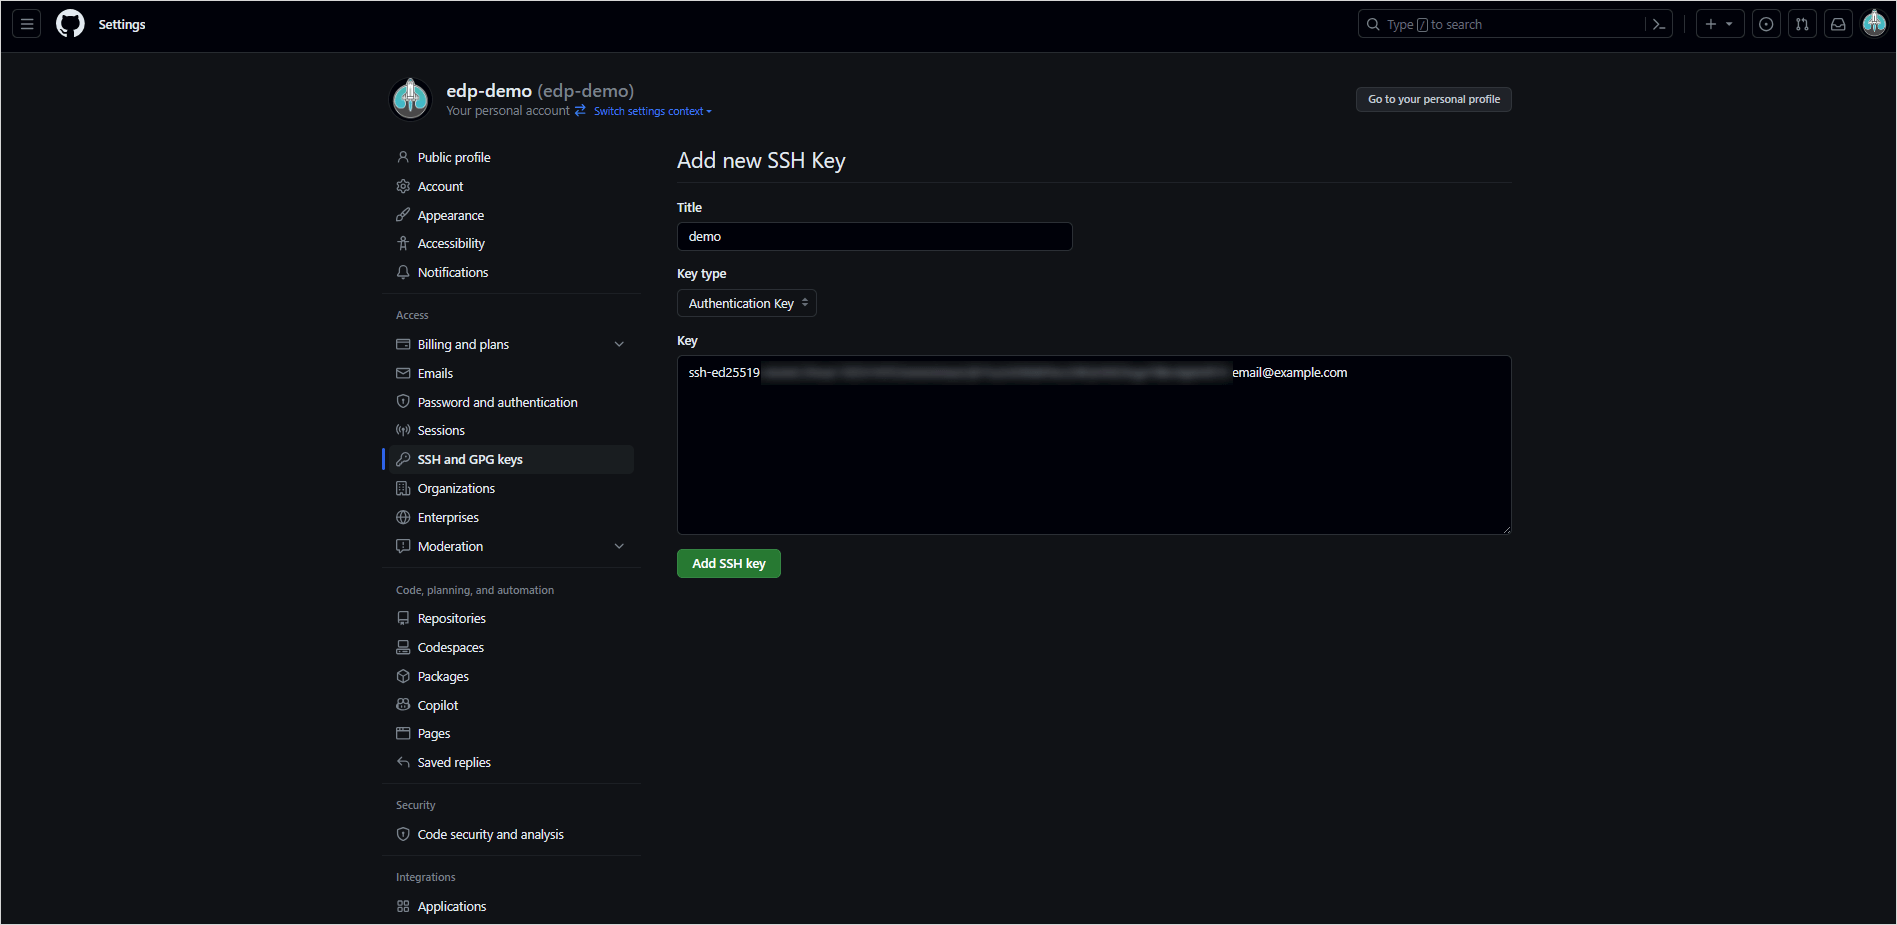 Settings
Type / to search
edp-demo (edp-demo)
Your personal account Switch settings context
Go to your personal profile
Public profile
Account
Appearance
Accessibility
Notifications
Access
Billing and plans
Emails
Password and authentication
Sessions
SSH and GPG keys
Organizations
Enterprises
Moderation
Code, planning, and automation
Repositories
Codespaces
Packages
Copilot
Pages
Saved replies
Security
Code security and analysis
Integrations
Applications
Add new SSH Key
Title
demo
Key type
Authentication Key
Key
ssh-ed25519 email@example.com
Add SSH key